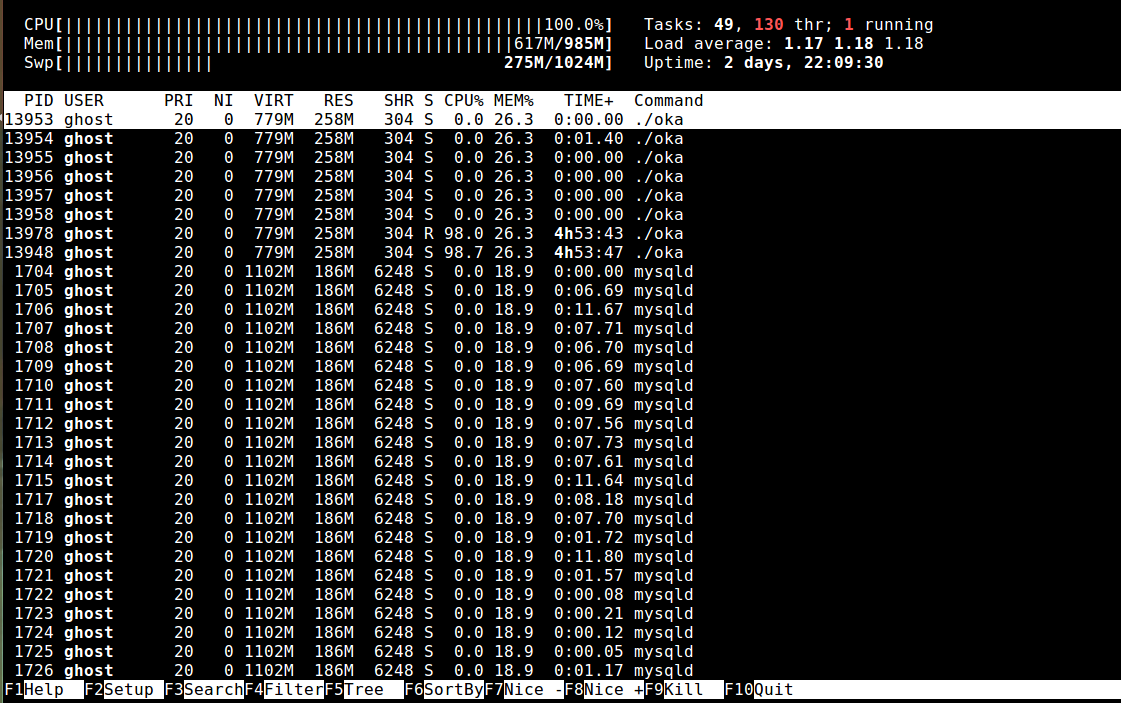 CPU[||||||||||||||||||||||||||||||||||||||||||||||||100.0%] Tasks: 49, 130 thr; 1 running
Mem[|||||||||||||||||||||||||||||||||||||||||||||617M/985M] Load average: 1.17 1.18 1.18
Swp[||||||||||||||| 275M/1024M] Uptime: 2 days, 22:09:30
PID USER PRI NI VIRT RES SHR S CPU% MEM% TIME+ Command
13953 ghost 20 0 779M 258M 304 S 0.0 26.3 0:00.00 ./oka
13954 ghost 20 0 779M 258M 304 S 0.0 26.3 0:01.40 ./oka
13955 ghost 20 0 779M 258M 304 S 0.0 26.3 0:00.00 ./oka
13956 ghost 20 0 779M 258M 304 S 0.0 26.3 0:00.00 ./oka
13957 ghost 20 0 779M 258M 304 S 0.0 26.3 0:00.00 ./oka
13958 ghost 20 0 779M 258M 304 S 0.0 26.3 0:00.00 ./oka
13978 ghost 20 0 779M 258M 304 R 98.0 26.3 4h53:43 ./oka
13948 ghost 20 0 779M 258M 304 S 98.7 26.3 4h53:47 ./oka
1704 ghost 20 0 1102M 186M 6248 S 0.0 18.9 0:00.00 mysqld
1705 ghost 20 0 1102M 186M 6248 S 0.0 18.9 0:06.69 mysqld
1706 ghost 20 0 1102M 186M 6248 S 0.0 18.9 0:11.67 mysqld
1707 ghost 20 0 1102M 186M 6248 S 0.0 18.9 0:07.71 mysqld
1708 ghost 20 0 1102M 186M 6248 S 0.0 18.9 0:06.70 mysqld
1709 ghost 20 0 1102M 186M 6248 S 0.0 18.9 0:06.69 mysqld
1710 ghost 20 0 1102M 186M 6248 S 0.0 18.9 0:07.60 mysqld
1711 ghost 20 0 1102M 186M 6248 S 0.0 18.9 0:09.69 mysqld
1712 ghost 20 0 1102M 186M 6248 S 0.0 18.9 0:07.56 mysqld
1713 ghost 20 0 1102M 186M 6248 S 0.0 18.9 0:07.73 mysqld
1714 ghost 20 0 1102M 186M 6248 S 0.0 18.9 0:07.61 mysqld
1715 ghost 20 0 1102M 186M 6248 S 0.0 18.9 0:11.64 mysqld
1717 ghost 20 0 1102M 186M 6248 S 0.0 18.9 0:08.18 mysqld
1718 ghost 20 0 1102M 186M 6248 S 0.0 18.9 0:07.70 mysqld
1719 ghost 20 0 1102M 186M 6248 S 0.0 18.9 0:01.72 mysqld
1720 ghost 20 0 1102M 186M 6248 S 0.0 18.9 0:11.80 mysqld
1721 ghost 20 0 1102M 186M 6248 S 0.0 18.9 0:01.57 mysqld
1722 ghost 20 0 1102M 186M 6248 S 0.0 18.9 0:00.08 mysqld
1723 ghost 20 0 1102M 186M 6248 S 0.0 18.9 0:00.21 mysqld
1724 ghost 20 0 1102M 186M 6248 S 0.0 18.9 0:00.12 mysqld
1725 ghost 20 0 1102M 186M 6248 S 0.0 18.9 0:00.05 mysqld
1726 ghost 20 0 1102M 186M 6248 S 0.0 18.9 0:01.17 mysqld
F1Help F2Setup F3SearchF4FilterF5Tree F6SortByF7Nice -F8Nice +F9Kill F10Quit